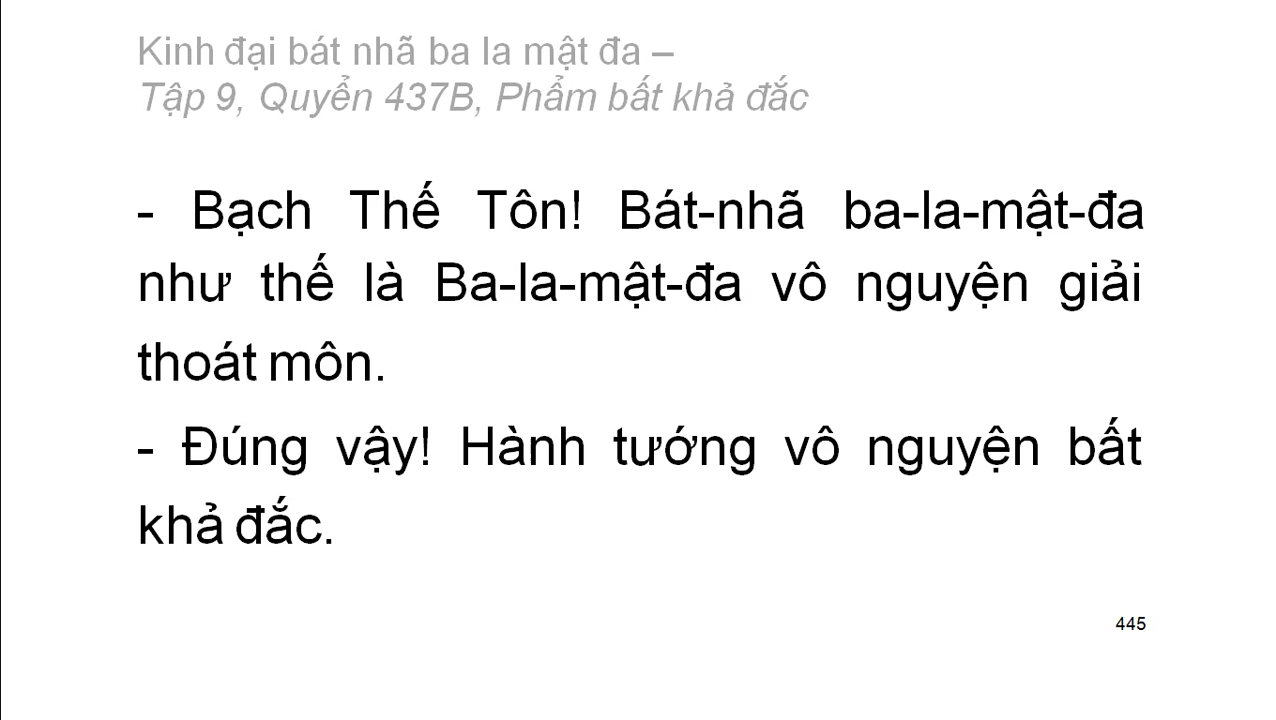 Kinh đại bát nhã ba la mật đa –
Tập 9, Quyển 437B, Phẩm bất khả đắc
- Bạch Thế Tôn! Bát-nhã ba-la-mật-đa
như thế là Ba-la-mật-đa vô nguyện giải
thoát môn.
- Đúng vậy! Hành tướng vô nguyện bất
khả đắc.
445